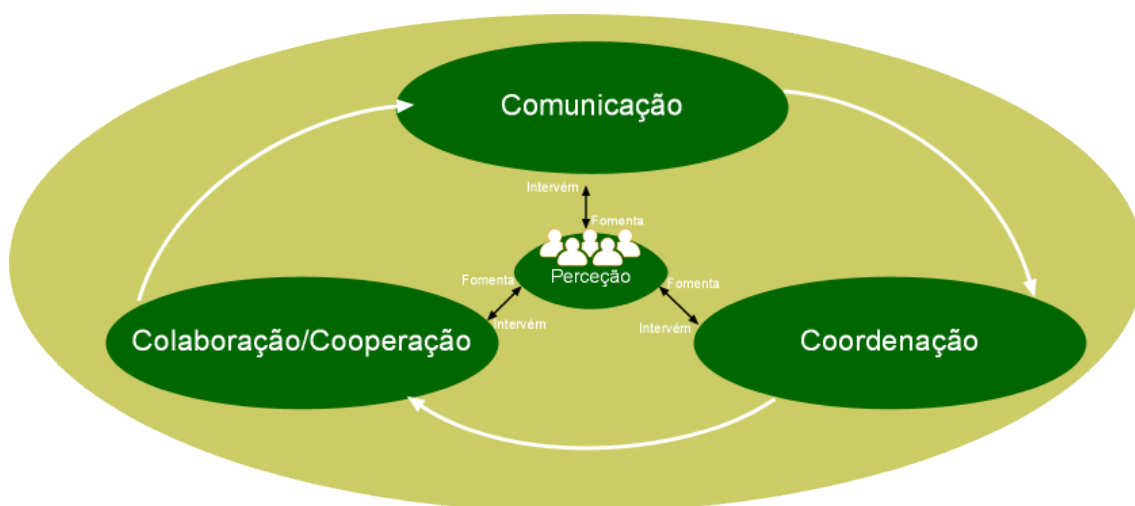 Comunicação
Intervém
Fomenta
Perceção
Fomenta
Fomenta
Intervém
Intervém
Colaboração/Cooperação
Coordenação